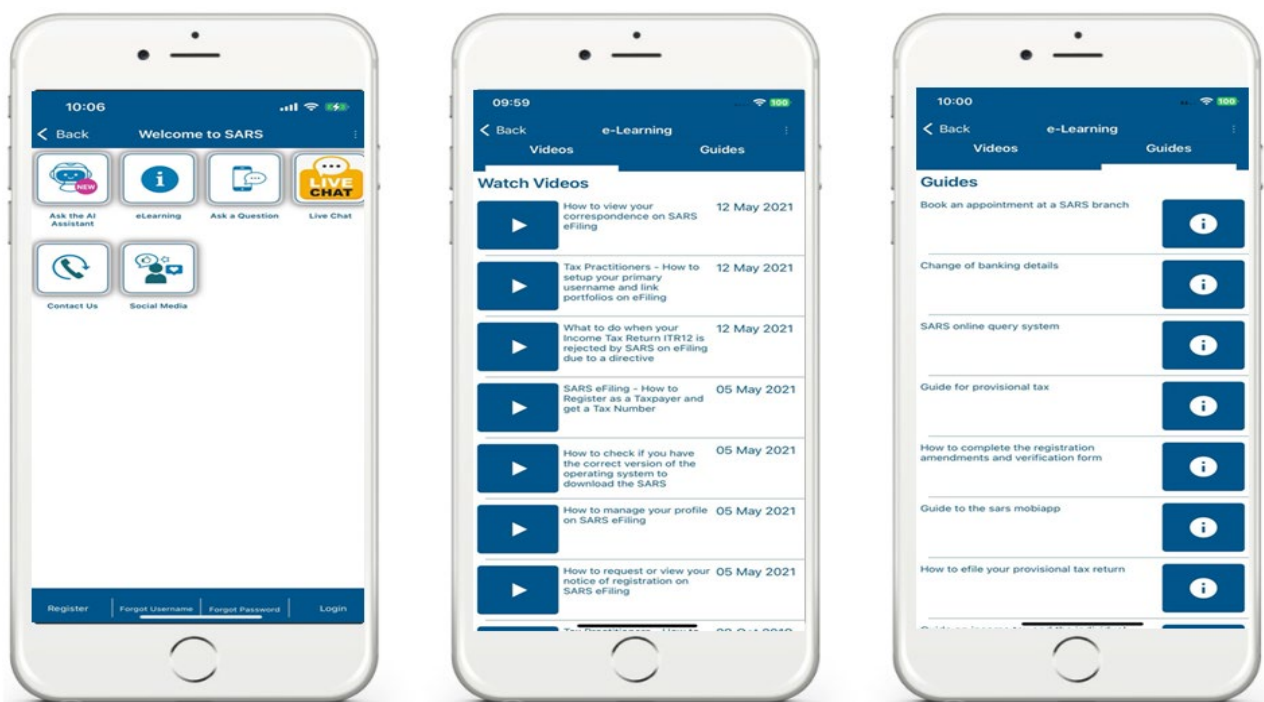 10:06
Back
Welcome to SARS
NEW
LIVE
CHAT
Ask the AI
Assistant
eLearning
Ask a Question
Live Chat
Contact Us
Social Media
Register
Forgot Username
Forgot Password
Login
09:59
100
Back
e-Learning
Videos
Guides
Watch Videos
How to view your
correspondence on SARS
eFiling
12 May 2021
Tax Practitioners - How to
setup your primary
username and link
portfolios on eFiling
12 May 2021
What to do when your
Income Tax Return ITR12 is
rejected by SARS on eFiling
due to a directive
12 May 2021
SARS eFiling - How to
Register as a Taxpayer and
get a Tax Number
05 May 2021
How to check if you have
the correct version of the
operating system to
download the SARS
05 May 2021
How to manage your profile
on SARS eFiling
05 May 2021
How to request or view your
notice of registration on
SARS eFiling
05 May 2021
10:00
100
Back
e-Learning
Videos
Guides
Guides
Book an appointment at a SARS branch
Change of banking details
SARS online query system
Guide for provisional tax
How to complete the registration
amendments and verification form
Guide to the sars mobiapp
How to efile your provisional tax return